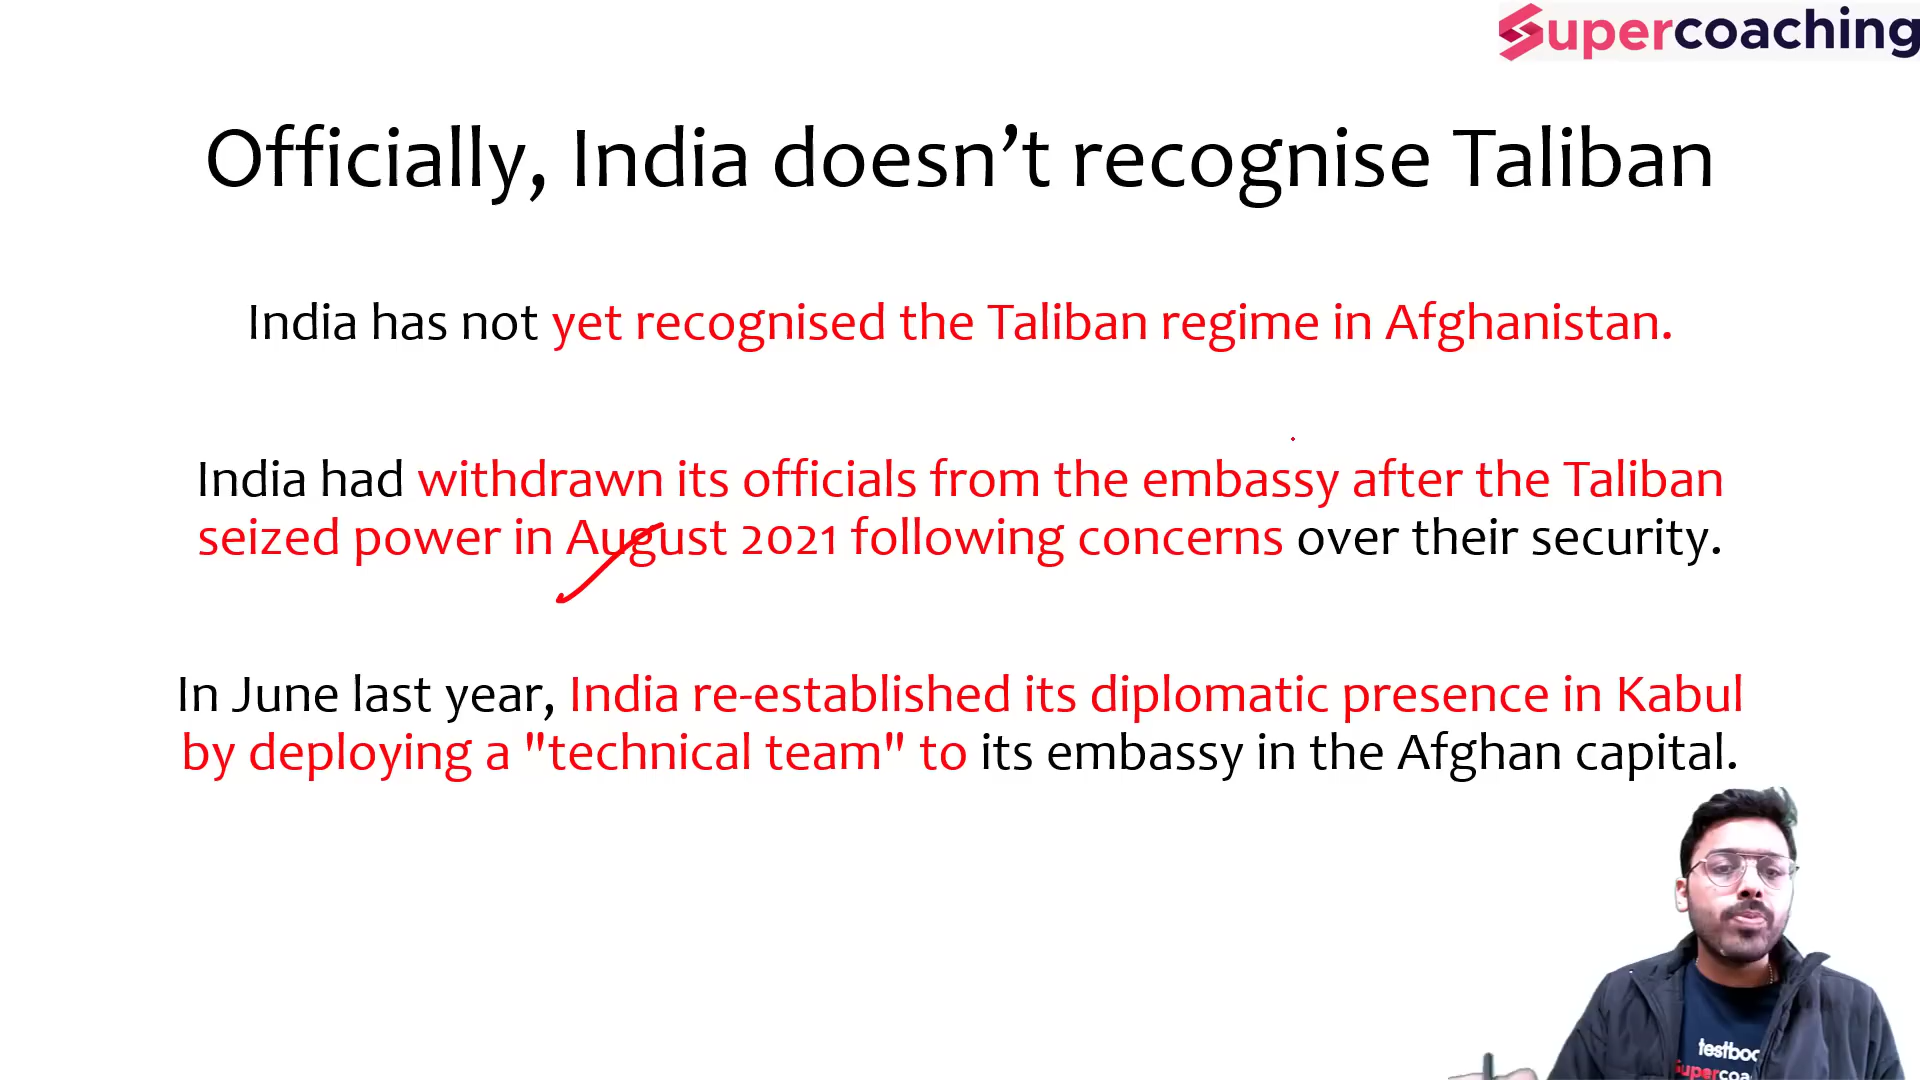 Supercoaching
Officially, India doesn’t recognise Taliban
India has not yet recognised the Taliban regime in Afghanistan.
India had withdrawn its officials from the embassy after the Taliban
seized power in August 2021 following concerns over their security.
In June last year, India re-established its diplomatic presence in Kabul
by deploying a "technical team" to its embassy in the Afghan capital.
testboo
Supercoa